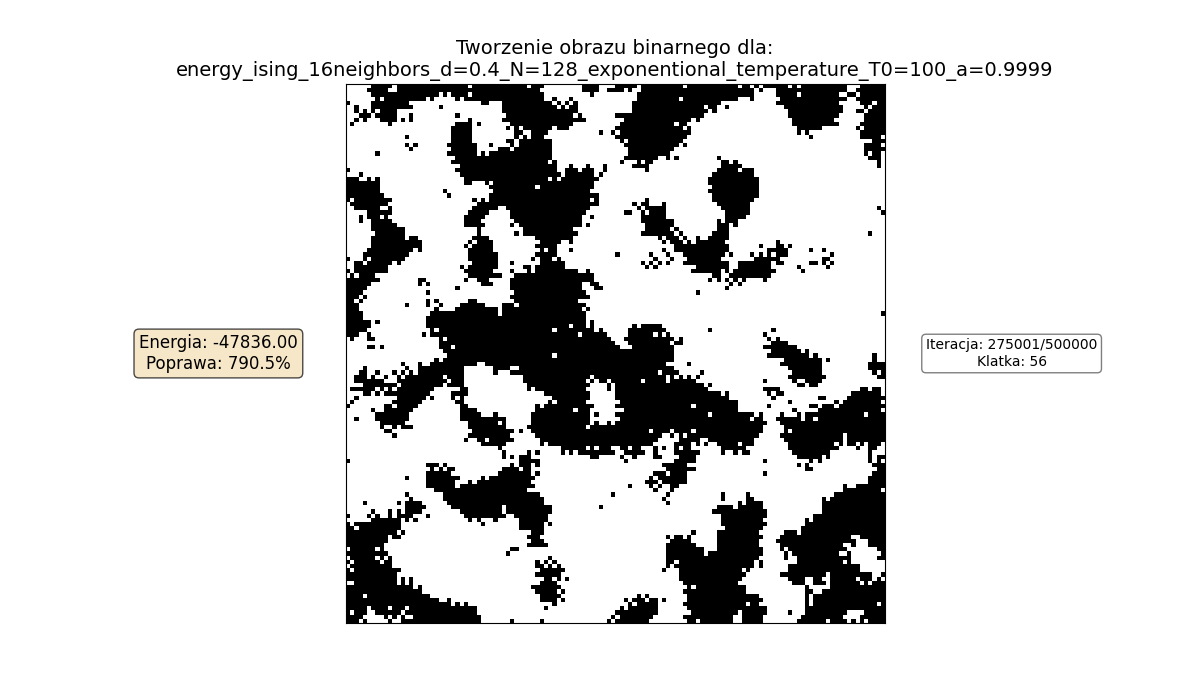 Tworzenie obrazu binarnego dla:
energy_ising_16neighbors_d=0.4_N=128_exponentional_temperature_T0=100_a=0.9999
Energia: -47836.00
Poprawa: 790.5%
Iteracja: 275001/500000
Klatka: 56